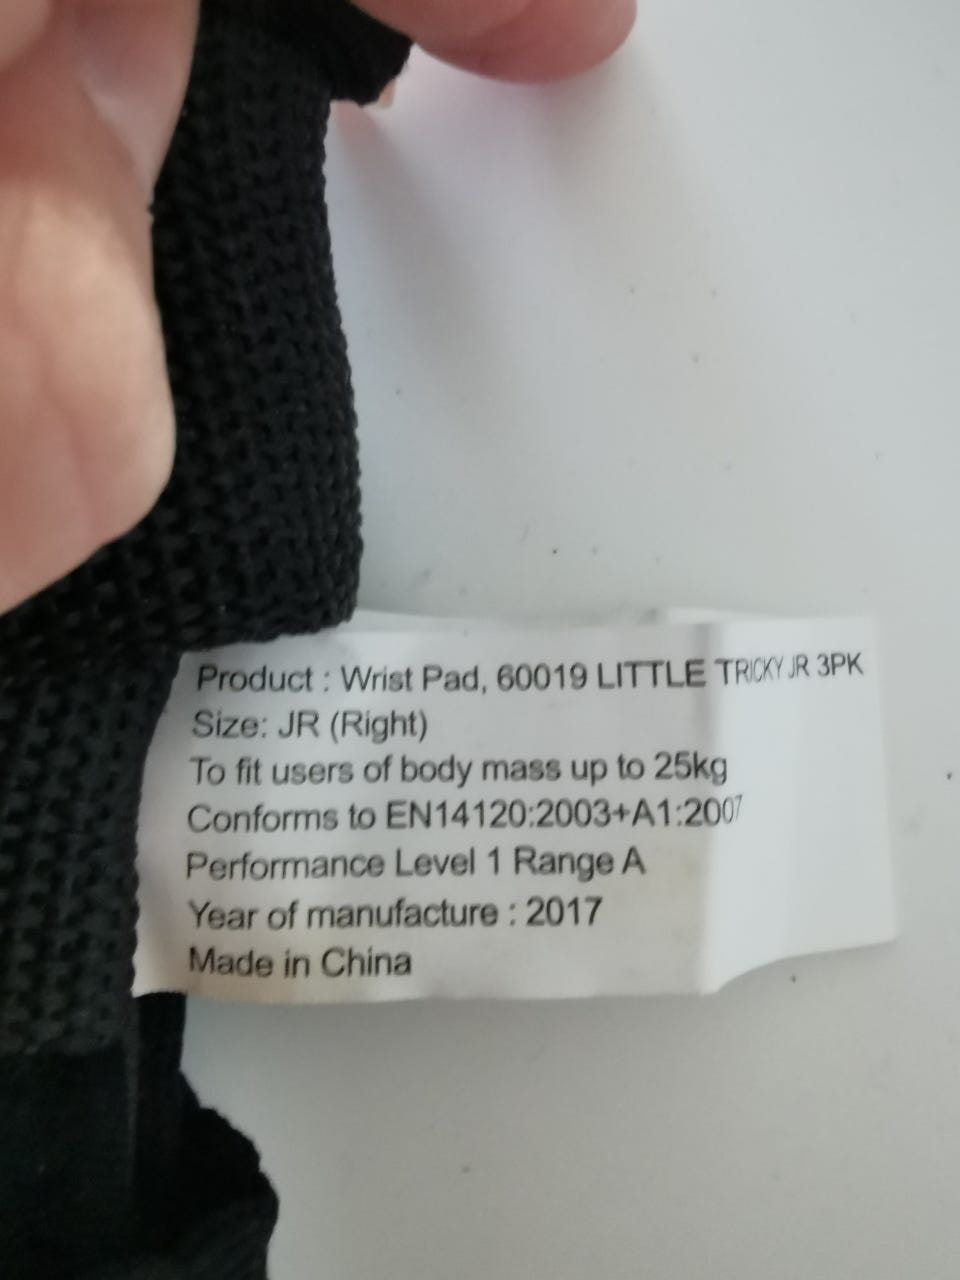 Product : Wrist Pad, 60019 LITTLE TRICKY JR 3PK
Size: JR (Right)
To fit users of body mass up to 25kg
Conforms to EN14120:2003+A1:2007
Performance Level 1 Range A
Year of manufacture : 2017
Made in China